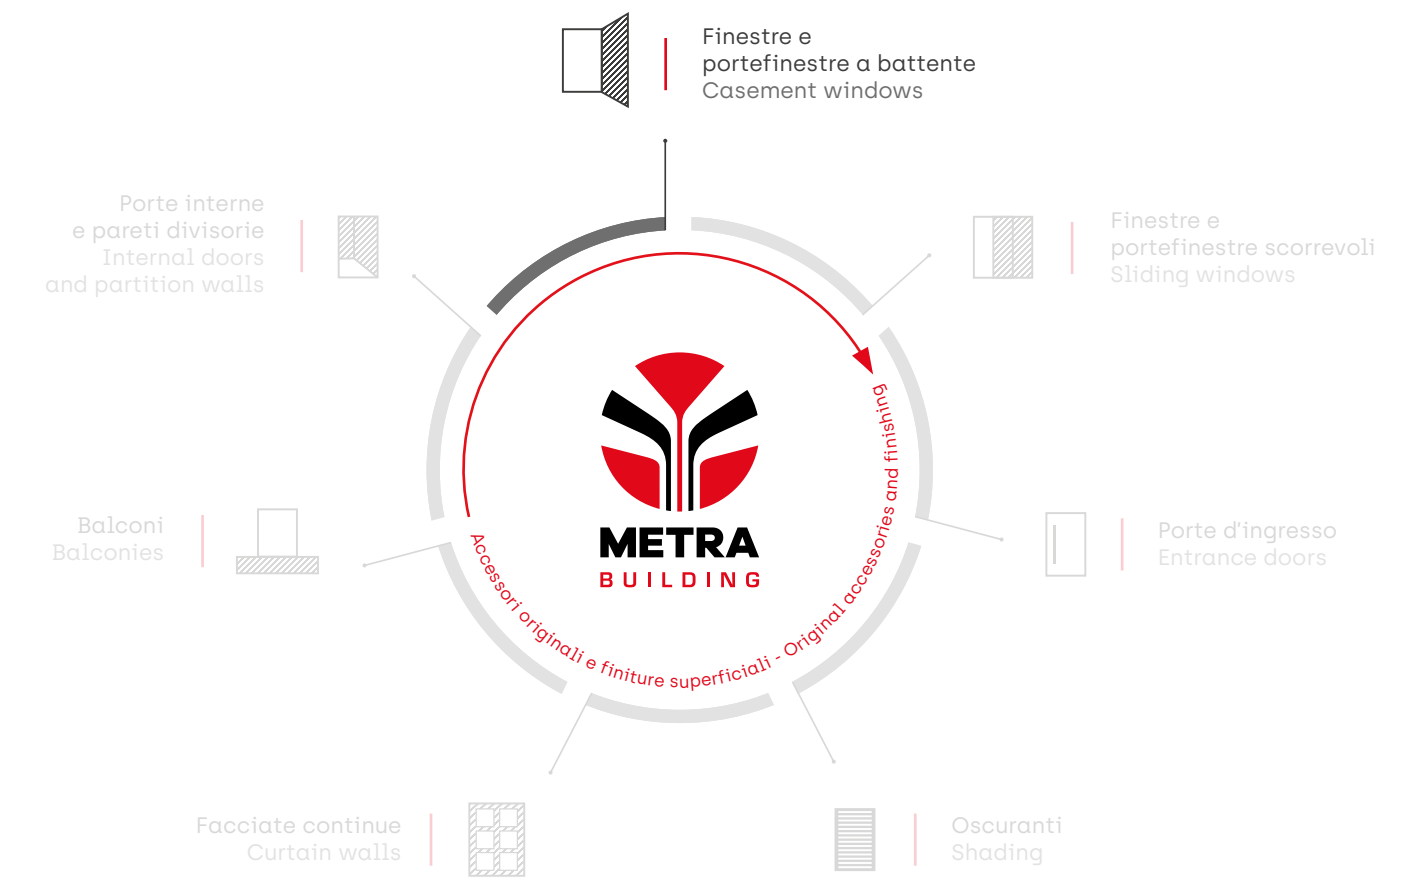 Finestre e
portefinestre a battente
Casement windows
Porte interne
e pareti divisorie
Internal doors
and partition walls
Finestre e
portefinestre scorrevoli
Sliding windows
Balconi
Balconies
Porte d'ingresso
Entrance doors
METRA
BUILDING
Accessori originali e finiture superficiali - Original accessories and finishing
Facciate continue
Curtain walls
Oscuranti
Shading